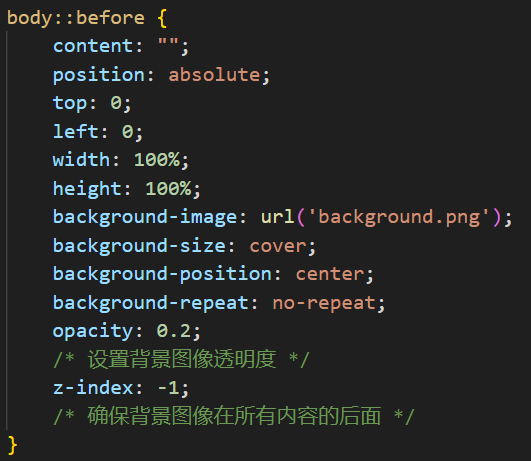 body::before {
    content: "";
    position: absolute;
    top: 0;
    left: 0;
    width: 100%;
    height: 100%;
    background-image: url('background.png');
    background-size: cover;
    background-position: center;
    background-repeat: no-repeat;
    opacity: 0.2;
    /* 设置背景图像透明度 */
    z-index: -1;
    /* 确保背景图像在所有内容的后面 */
}